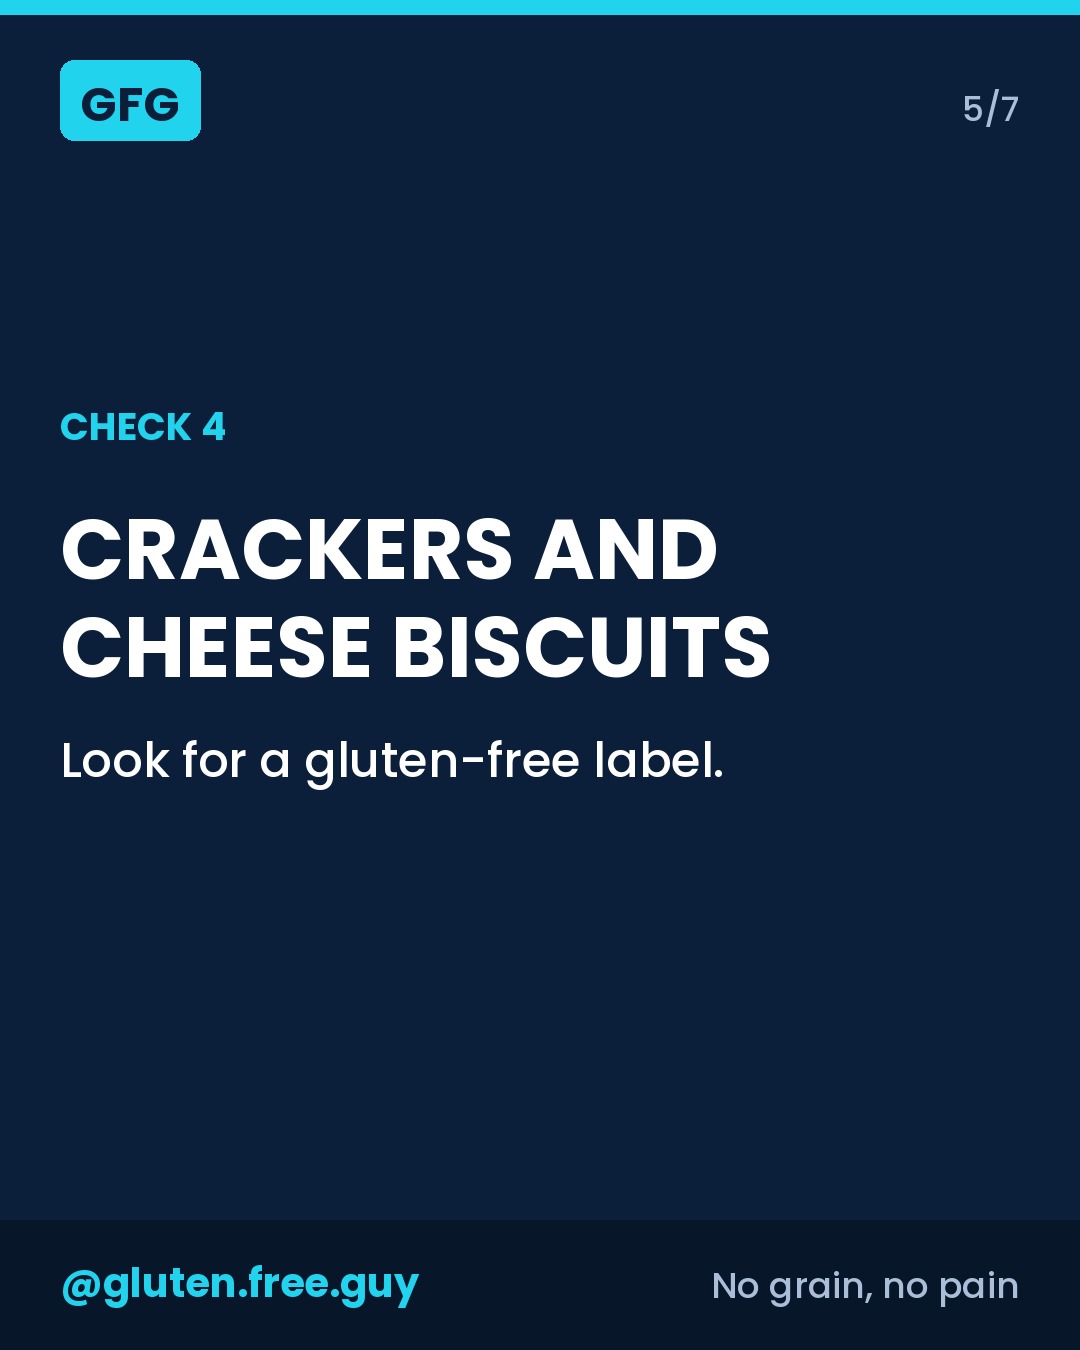 GFG
5/7
CHECK 4
CRACKERS AND
CHEESE BISCUITS
Look for a gluten-free label.
@gluten.free.guy
No grain, no pain